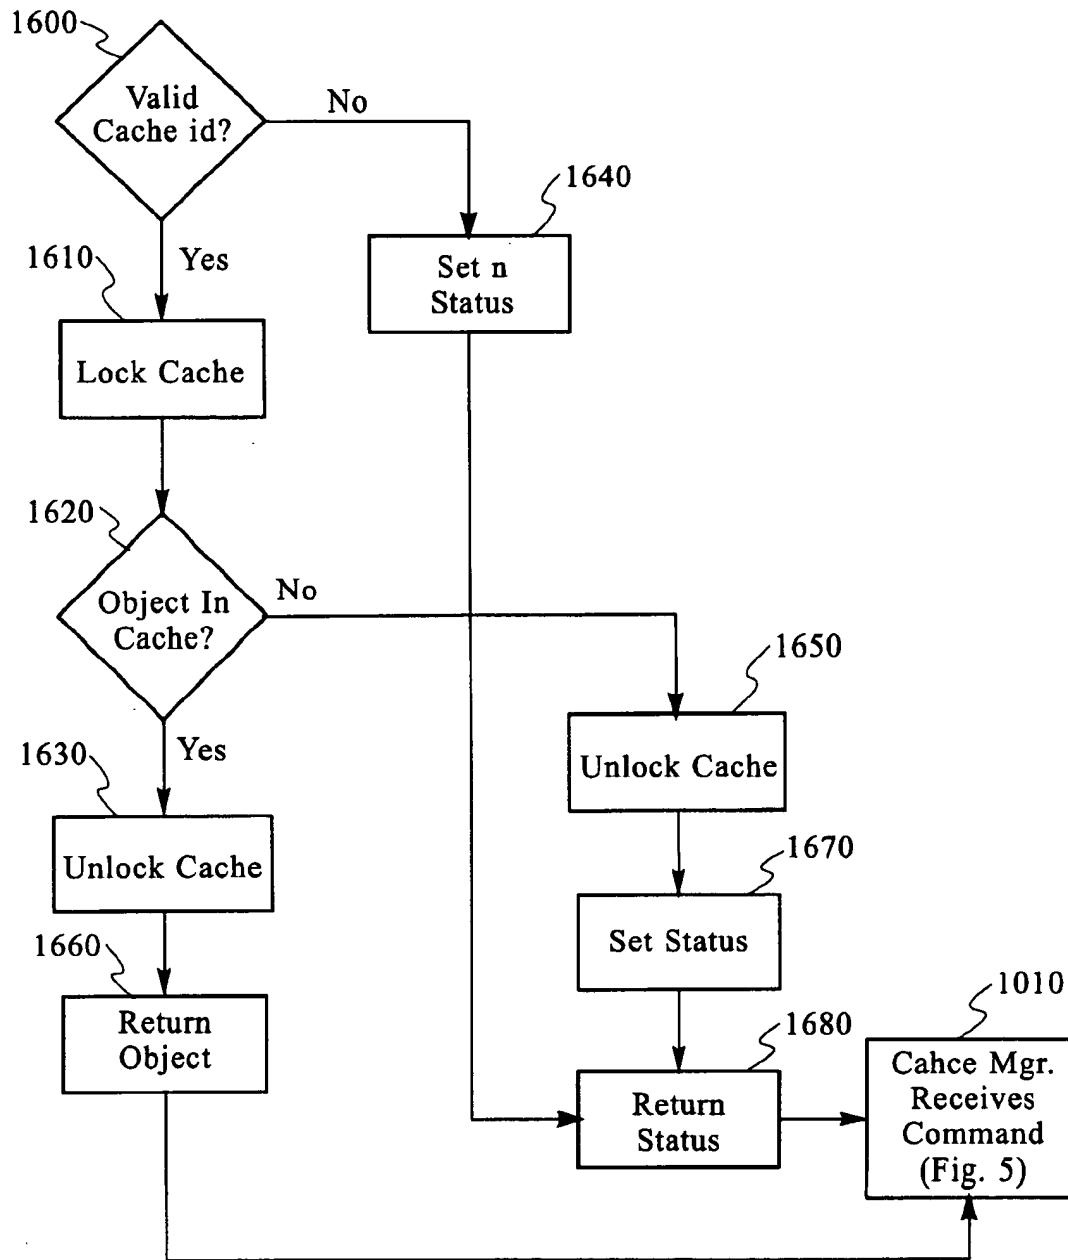 1600
Valid
Cache id?
No
1640
Set n
Status
Yes
1610
Lock Cache
1620
Object In
Cache?
No
1650
Unlock Cache
Yes
1630
Unlock Cache
1670
Set Status
1660
Return
Object
1680
Return
Status
1010
Cahce Mgr.
Receives
Command
(Fig. 5)